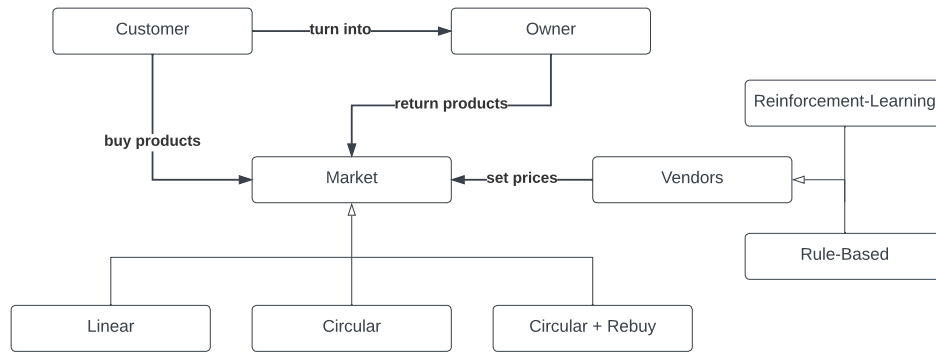 Customer
turn into
Owner
return products
buy products
Reinforcement-Learning
Market
set prices
Vendors
Rule-Based
Linear
Circular
Circular + Rebuy